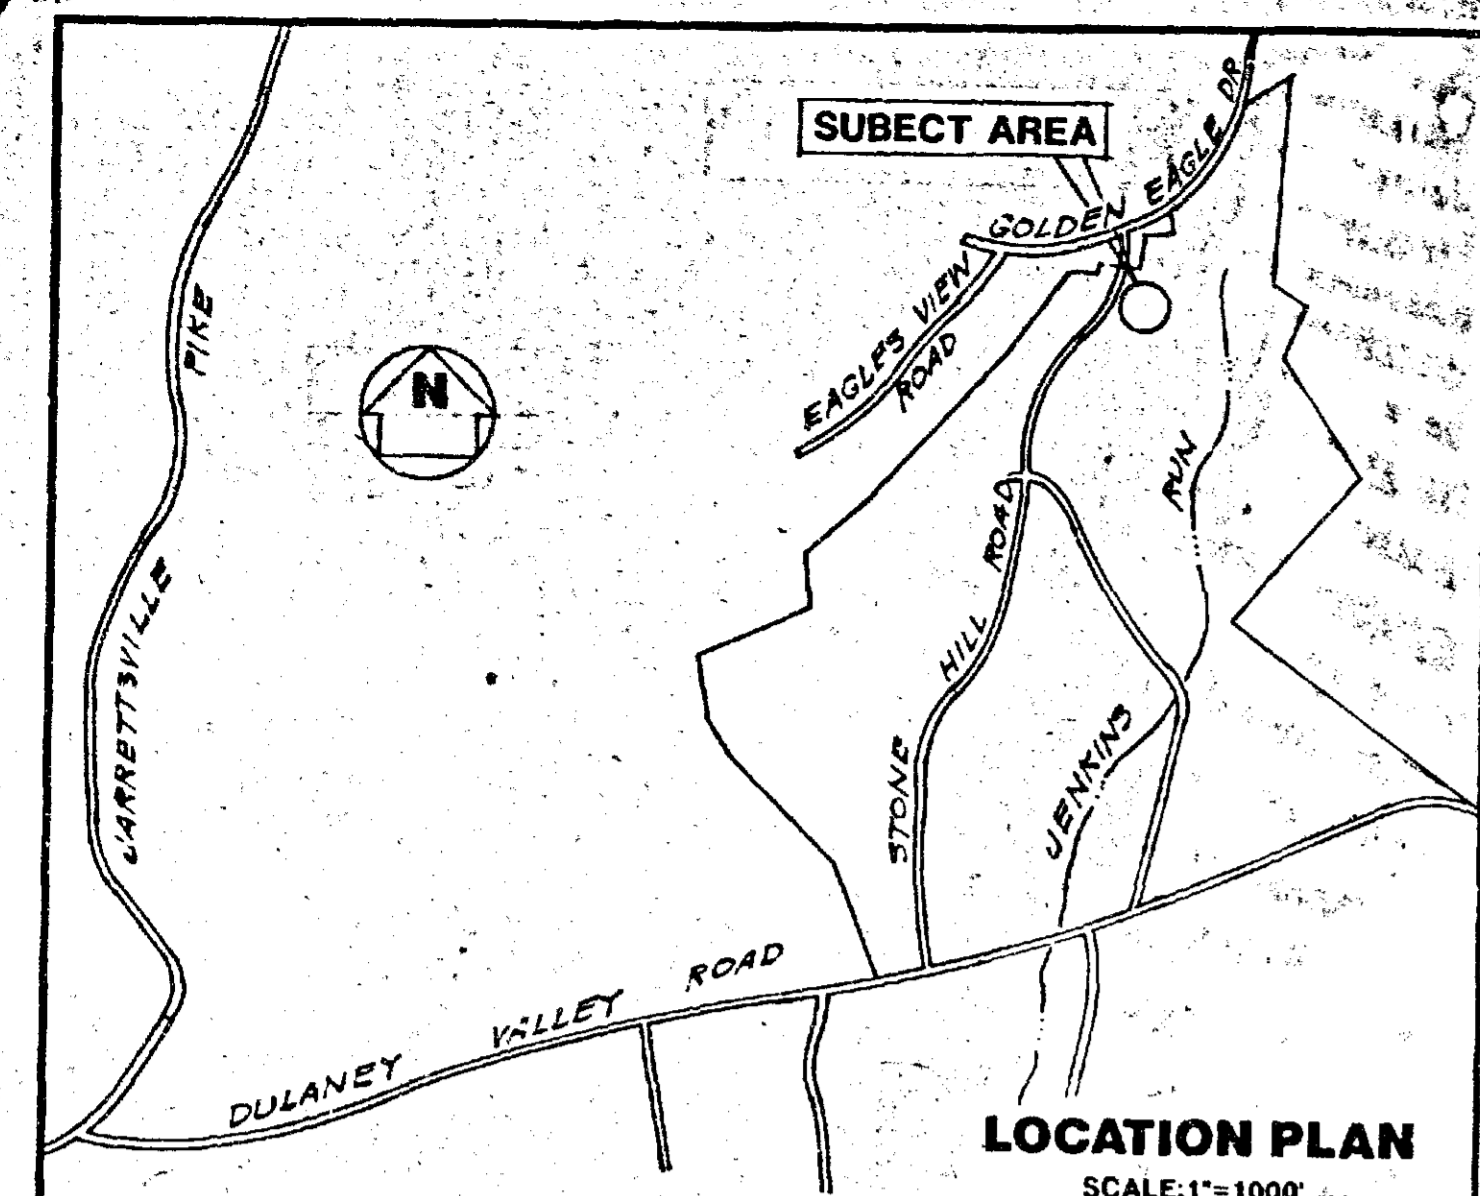 SUBECT AREA
GOLDEN EAGLE DR
EAGLE'S VIEW
ROAD
PIKE
N
RUN
ROAD
HILL
JARRETTSVILLE
JENKINS
STONE
ROAD
VALLEY
DULANEY
LOCATION PLAN
SCALE: 1"=1000'